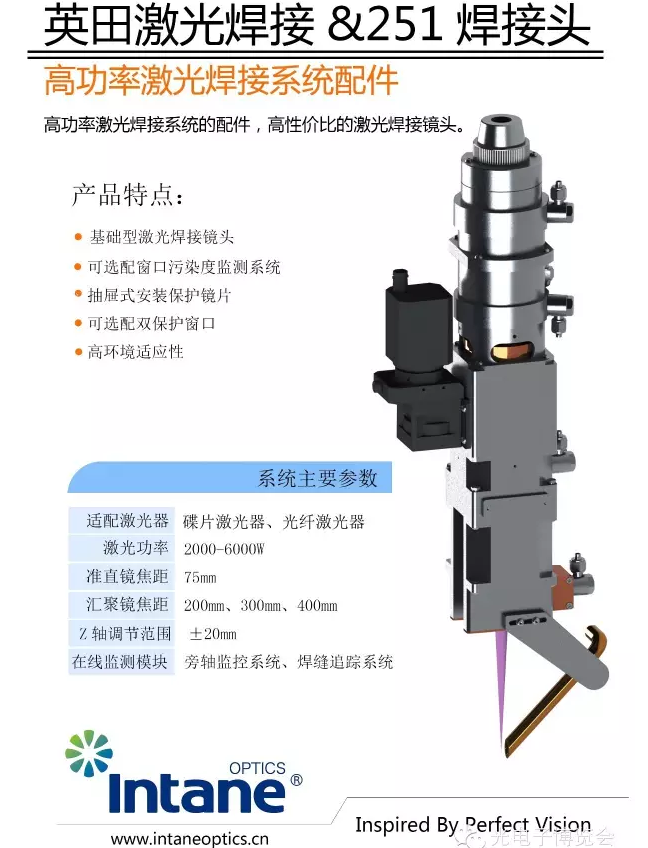 英田激光焊接&251焊接头
高功率激光焊接系统配件
高功率激光焊接系统的配件，高性价比的激光焊接镜头。
产品特点：
基础型激光焊接镜头
可选配窗口污染度监测系统
抽屉式安装保护镜片
可选配双保护窗口
高环境适应性
系统主要参数
适配激光器 碟片激光器、光纤激光器
激光功率 2000-6000W
准直镜焦距 75mm
汇聚镜焦距 200mm、300mm、400mm
Z轴调节范围 ±20mm
在线监测模块 旁轴监控系统、焊缝追踪系统
OPTICS
Intane®
Inspired By Perfect Vision
www.intaneoptics.cn
光电子博览会